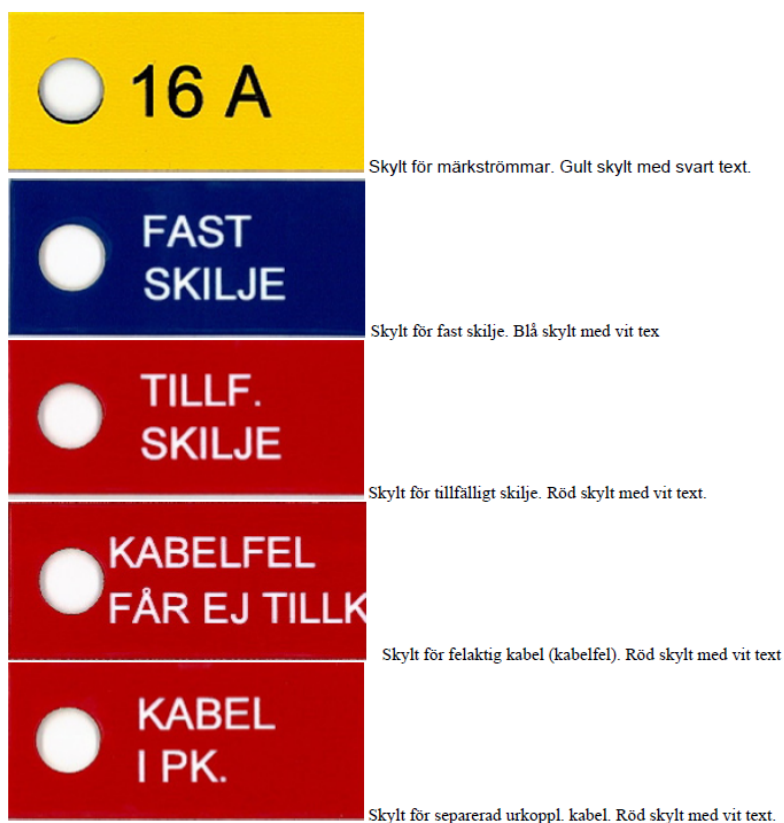 16 A
Skylt för märkströmmar. Gult skylt med svart text.
FAST
SKILJE
Skylt för fast skilje. Blå skylt med vit tex
TILLF.
SKILJE
Skylt för tillfälligt skilje. Röd skylt med vit text.
KABELFEL
FÅR EJ TILLK
Skylt för felaktig kabel (kabelfel). Röd skylt med vit text
KABEL
I PK.
Skylt för separerad urkoppl. kabel. Röd skylt med vit text.